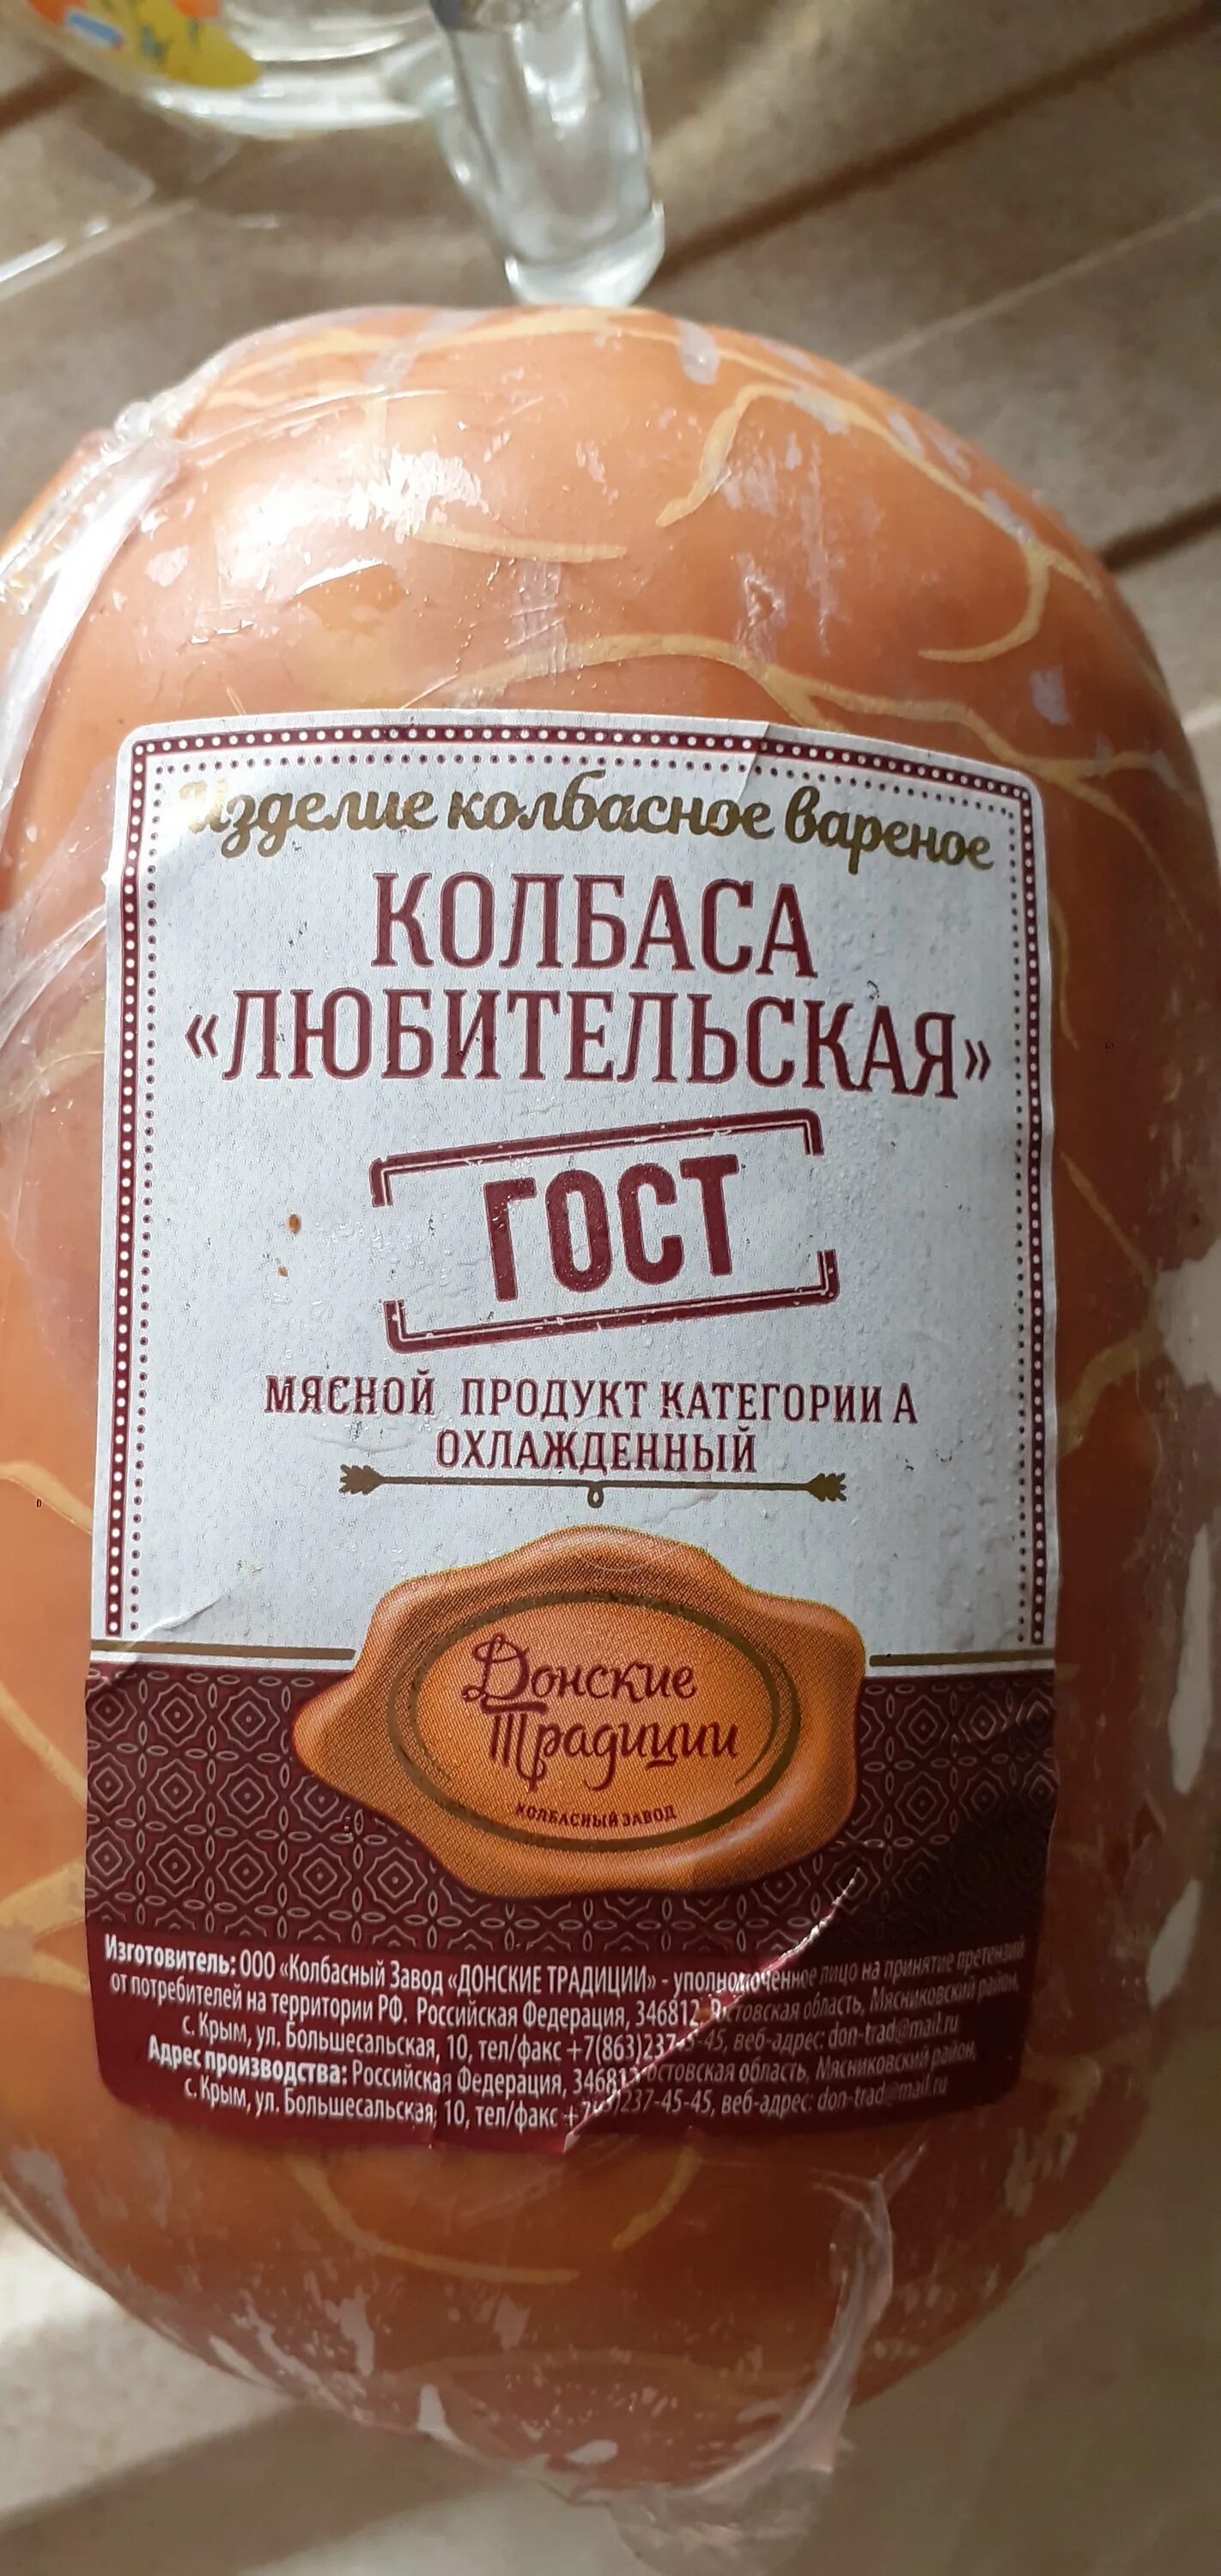 Изделие колбасное вареное
КОЛБАСА
«ЛЮБИТЕЛЬСКАЯ»
ГОСТ
МЯСНОЙ ПРОДУКТ КАТЕГОРИИ А
ОХЛАЖДЕННЫЙ
Донские
Традиции
КОЛБАСНЫЙ ЗАВОД
Изготовитель: ООО «Колбасный Завод «ДОНСКИЕ ТРАДИЦИИ» - уполномоченное лицо на принятие претензий
от потребителей на территории РФ. Российская Федерация, 346812, Ростовская область, Мясниковский район,
с. Крым, ул. Большесальская, 10, тел/факс веб-адрес: don-trad@mail.ru
Адрес производства: Российская Федерация, Ростовская область, Мясниковский район,
с. Крым, ул. Большесальская, 10, тел/факс веб-адрес: don-trad@mail.ru